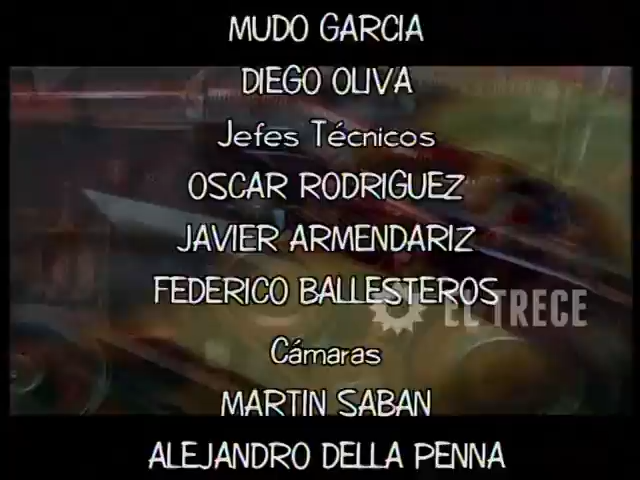 MUDO GARCIA
DIEGO OLIVA
Jefes Técnicos
OSCAR RODRIGUEZ
JAVIER ARMENDARIZ
FEDERICO BALLESTEROS
EL TRECE
Cámaras
MARTIN SABAN
ALEJANDRO DELLA PENNA